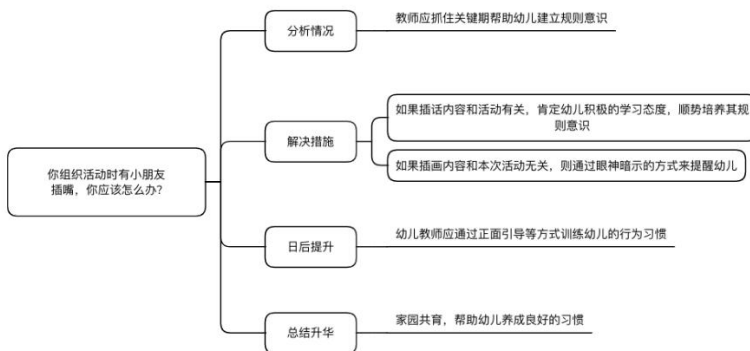 你组织活动时有小朋友
插嘴，你应该怎么办？
分析情况
教师应抓住关键期帮助幼儿建立规则意识
解决措施
如果插话内容和活动有关，肯定幼儿积极的学习态度，顺势培养其规
则意识
如果插画内容和本次活动无关，则通过眼神暗示的方式来提醒幼儿
日后提升
幼儿教师应通过正面引导等方式训练幼儿的行为习惯
总结升华
家园共育，帮助幼儿养成良好的习惯